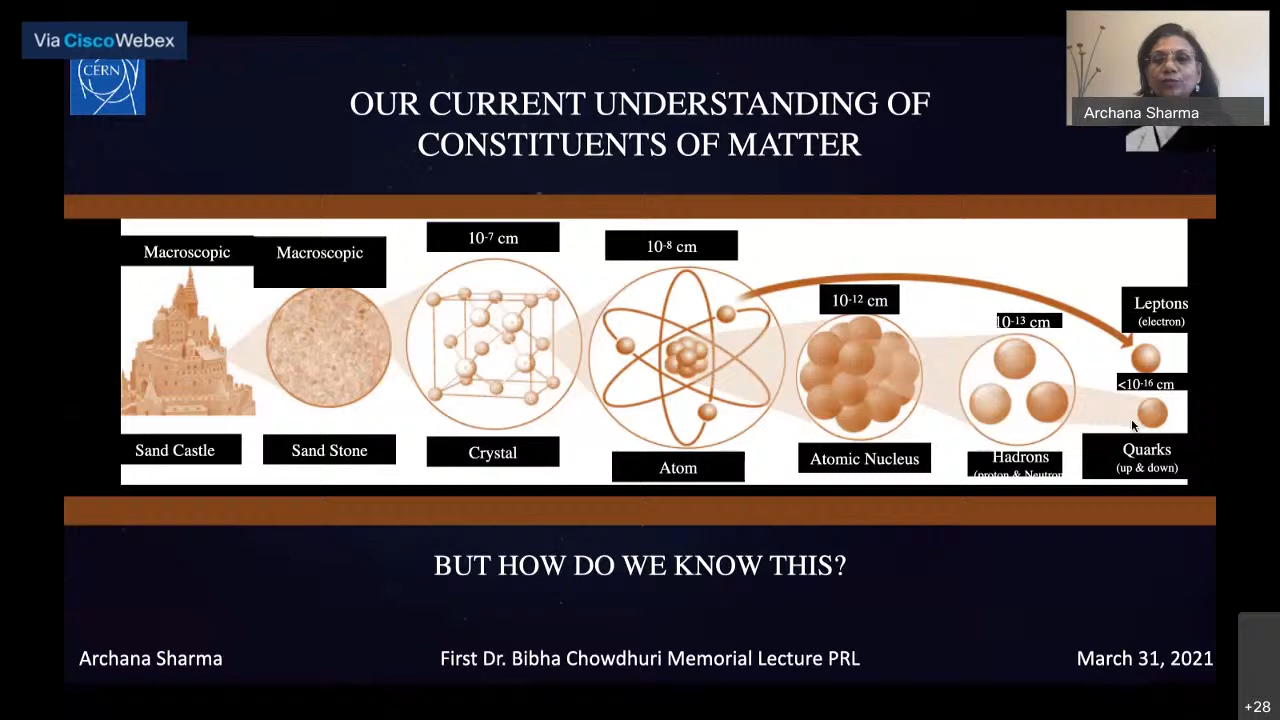 Via CiscoWebex
CERN
OUR CURRENT UNDERSTANDING OF
CONSTITUENTS OF MATTER
Archana Sharma
Macroscopic
Macroscopic
10-7 cm
10-8 cm
10-12 cm
10-13 cm
Leptons
(electron)
<10-16 cm
Sand Castle
Sand Stone
Crystal
Atom
Atomic Nucleus
Hadrons
(proton & Neutron
Quarks
(up & down)
BUT HOW DO WE KNOW THIS?
Archana Sharma
First Dr. Bibha Chowdhuri Memorial Lecture PRL
March 31, 2021
+28